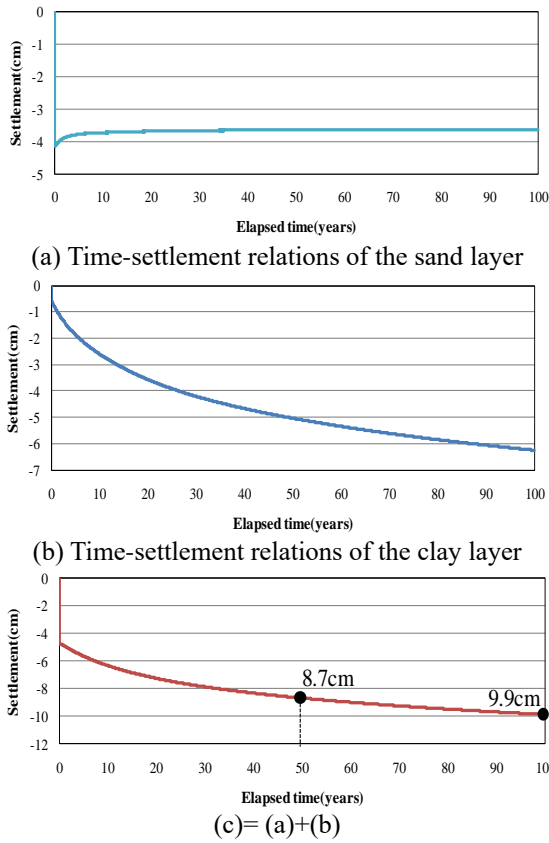 0
-1
-2
-3
-4
-5
Settlement(cm)
0 10 20 30 40 50 60 70 80 90 100
Elapsed time(years)
(a) Time-settlement relations of the sand layer
0
-1
-2
-3
-4
-5
-6
-7
Settlement(cm)
0 10 20 30 40 50 60 70 80 90 100
Elapsed time(years)
(b) Time-settlement relations of the clay layer
0
-2
-4
-6
-8
-10
-12
Settlement(cm)
8.7cm
9.9cm
0 10 20 30 40 50 60 70 80 90 10
Elapsed time(years)
(c)= (a)+(b)